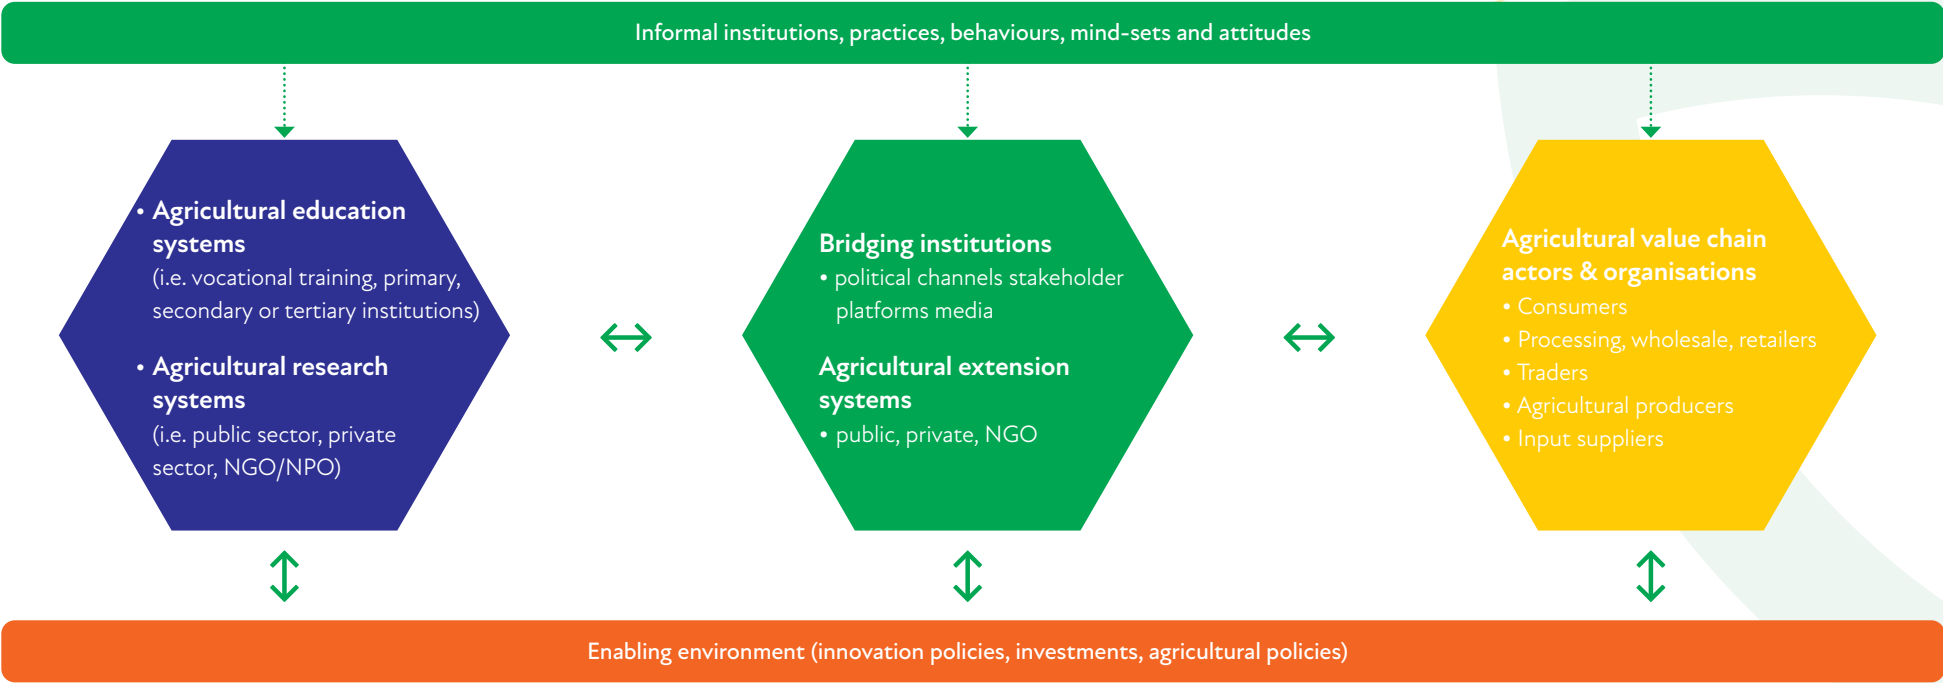 Informal institutions, practices, behaviours, mind-sets and attitudes
• Agricultural education
systems
(i.e. vocational training, primary,
secondary or tertiary institutions)
• Agricultural research
systems
(i.e. public sector, private
sector, NGO/NPO)
Bridging institutions
• political channels stakeholder
platforms media
Agricultural extension
systems
• public, private, NGO
Agricultural value chain
actors & organisations
• Consumers
• Processing, wholesale, retailers
• Traders
• Agricultural producers
• Input suppliers
Enabling environment (innovation policies, investments, agricultural policies)